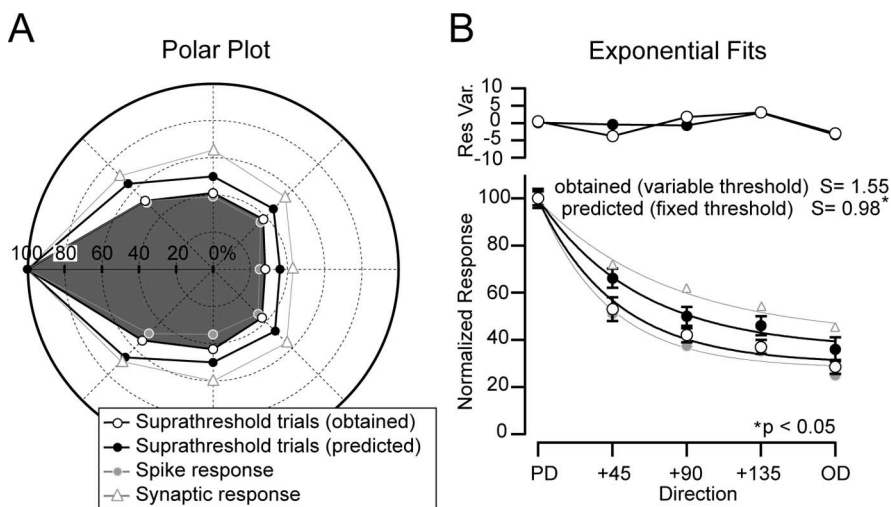 A
Polar Plot
100 80 60 40 20 0%
Suprathreshold trials (obtained)
Suprathreshold trials (predicted)
Spike response
Synaptic response
B
Exponential Fits
Res Var.
10
5
0
-5
-10
obtained (variable threshold) S= 1.55
predicted (fixed threshold) S= 0.98*
Normalized Response
100
80
60
40
20
0
*p < 0.05
PD +45 +90 +135 OD
Direction